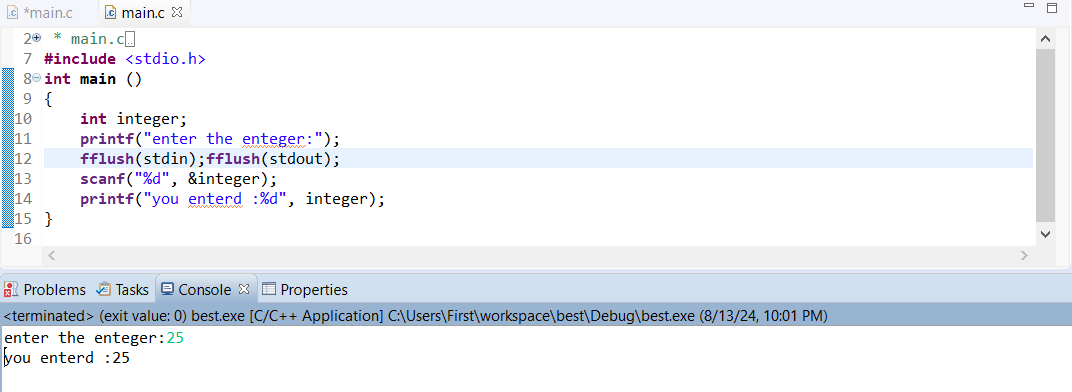 *main.c main.c
2 * main.c
7 #include <stdio.h>
8 int main ()
9 {
10 int integer;
11 printf("enter the enteger:");
12 fflush(stdin);fflush(stdout);
13 scanf("%d", &integer);
14 printf("you enterd :%d", integer);
15 }
16
Problems Tasks Console Properties
<terminated> (exit value: 0) best.exe [C/C++ Application] C:\Users\First\workspace\best\Debug\best.exe (8/13/24, 10:01 PM)
enter the enteger:25
you enterd :25